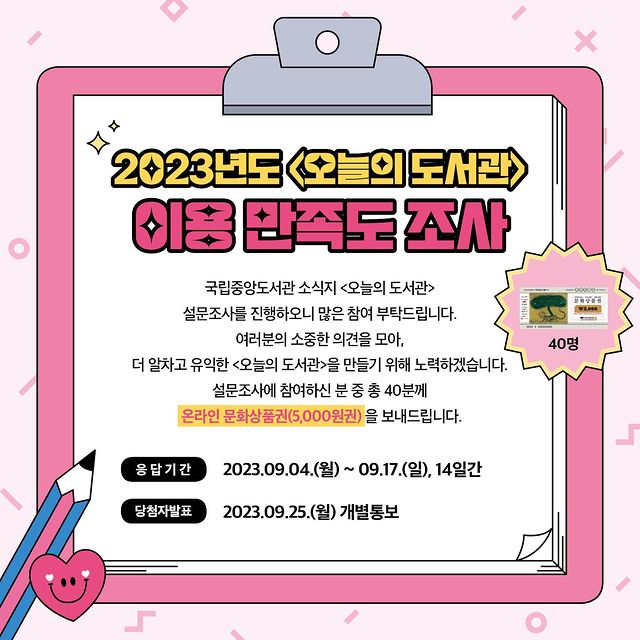 2023년도 <오늘의 도서관>
이용 만족도 조사
국립중앙도서관 소식지 <오늘의 도서관>
설문조사를 진행하오니 많은 참여 부탁드립니다.
여러분의 소중한 의견을 모아,
더 알차고 유익한 <오늘의 도서관>을 만들기 위해 노력하겠습니다.
설문조사에 참여하신 분 중 총 40분께
온라인 문화상품권(5,000원권)을 보내드립니다.
문화상품권
₩5,000
40명
응답기간 2023.09.04.(월) ~ 09.17.(일), 14일간
당첨자발표 2023.09.25.(월) 개별통보